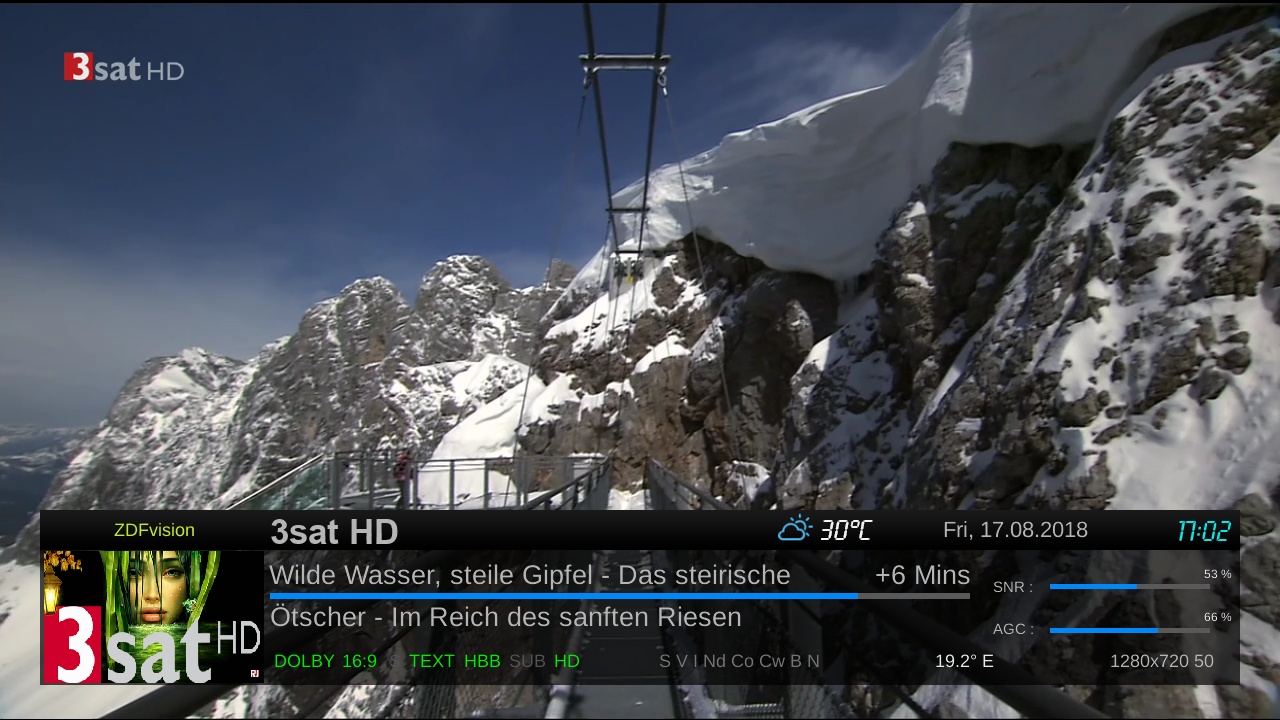 3sat HD
ZDFvision
3sat HD
30°C
Fri, 17.08.2018
17:02
3sat HD
Wilde Wasser, steile Gipfel - Das steirische
+6 Mins
Ötscher - Im Reich des sanften Riesen
SNR :
53 %
AGC :
66 %
DOLBY 16:9 TEXT HBB SUB HD
S V I Nd Co Cw B N
19.2° E
1280x720 50